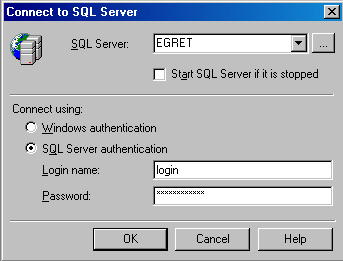 Connect to SQL Server
SQL Server: EGRET ...
Start SQL Server if it is stopped
Connect using:
Windows authentication
SQL Server authentication
Login name: login
Password: ************
OK Cancel Help